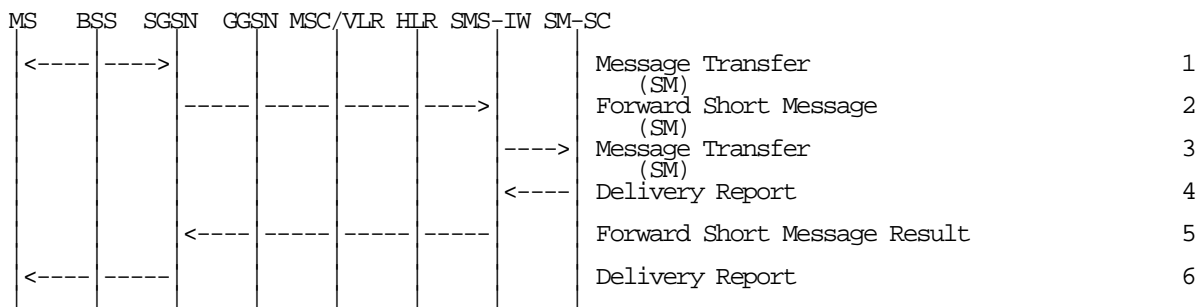 MS BSS SGSN GGSN MSC/VLR HLR SMS-IW SM-SC
Message Transfer 1
(SM)
Forward Short Message 2
(SM)
Message Transfer 3
(SM)
Delivery Report 4
Forward Short Message Result 5
Delivery Report 6